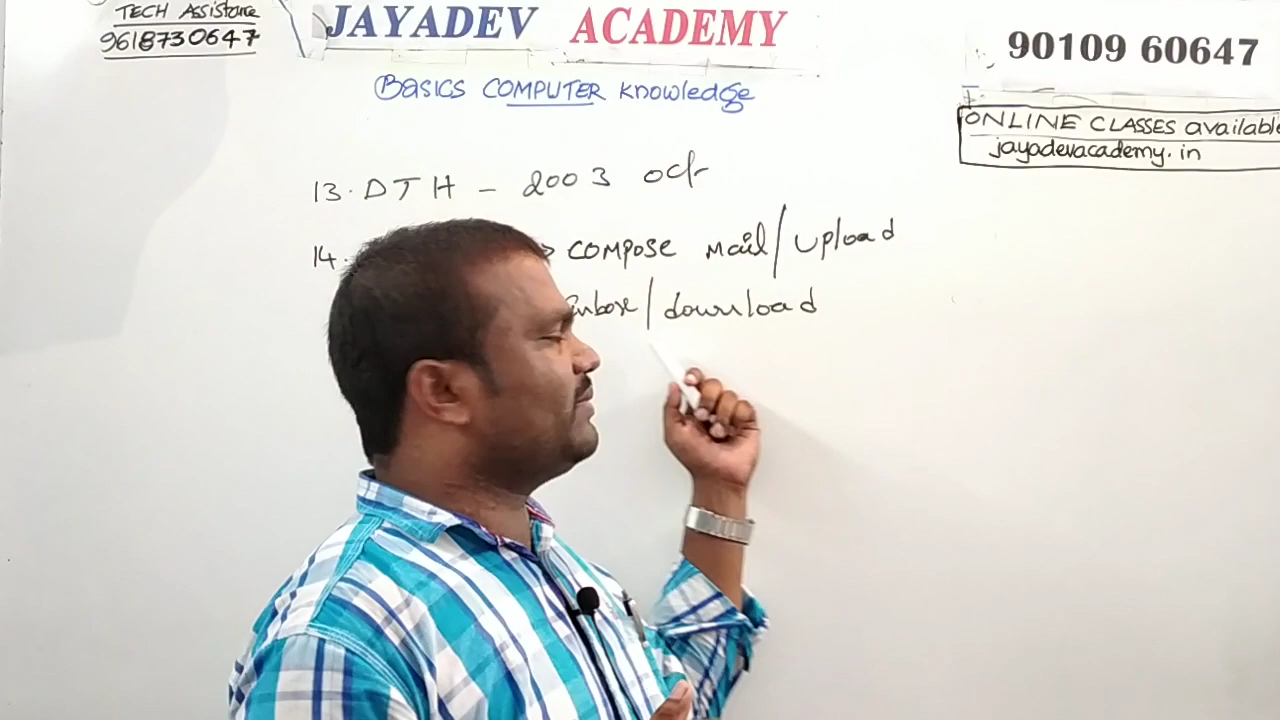 TECH Assistance
9618730647
JAYADEV ACADEMY
90109 60647
BASICS COMPUTER Knowledge
ONLINE CLASSES available
jayadevacademy.in
13. DTH - 2003 oct
14. → COMPOSE Mail/Upload
Inbox/download